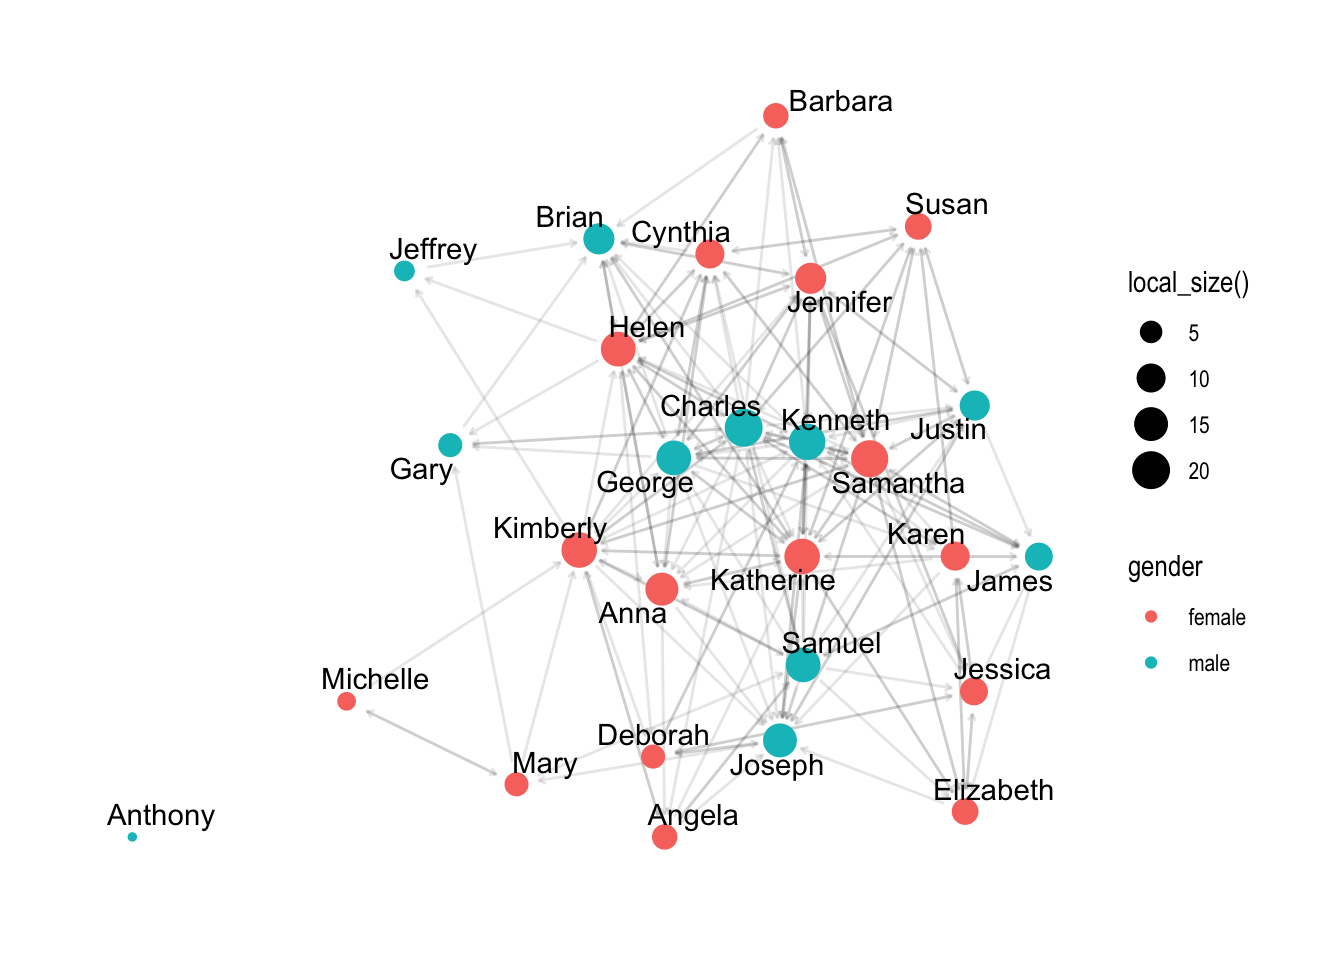 Barbara
Susan
Brian
Cynthia
Jeffrey
Jennifer
Helen
Charles
Kenneth
Justin
Gary
George
Samantha
Kimberly
Karen
Katherine
James
Anna
Samuel
Jessica
Michelle
Deborah
Mary
Joseph
Elizabeth
Anthony
Angela
local_size()
5
10
15
20
gender
female
male